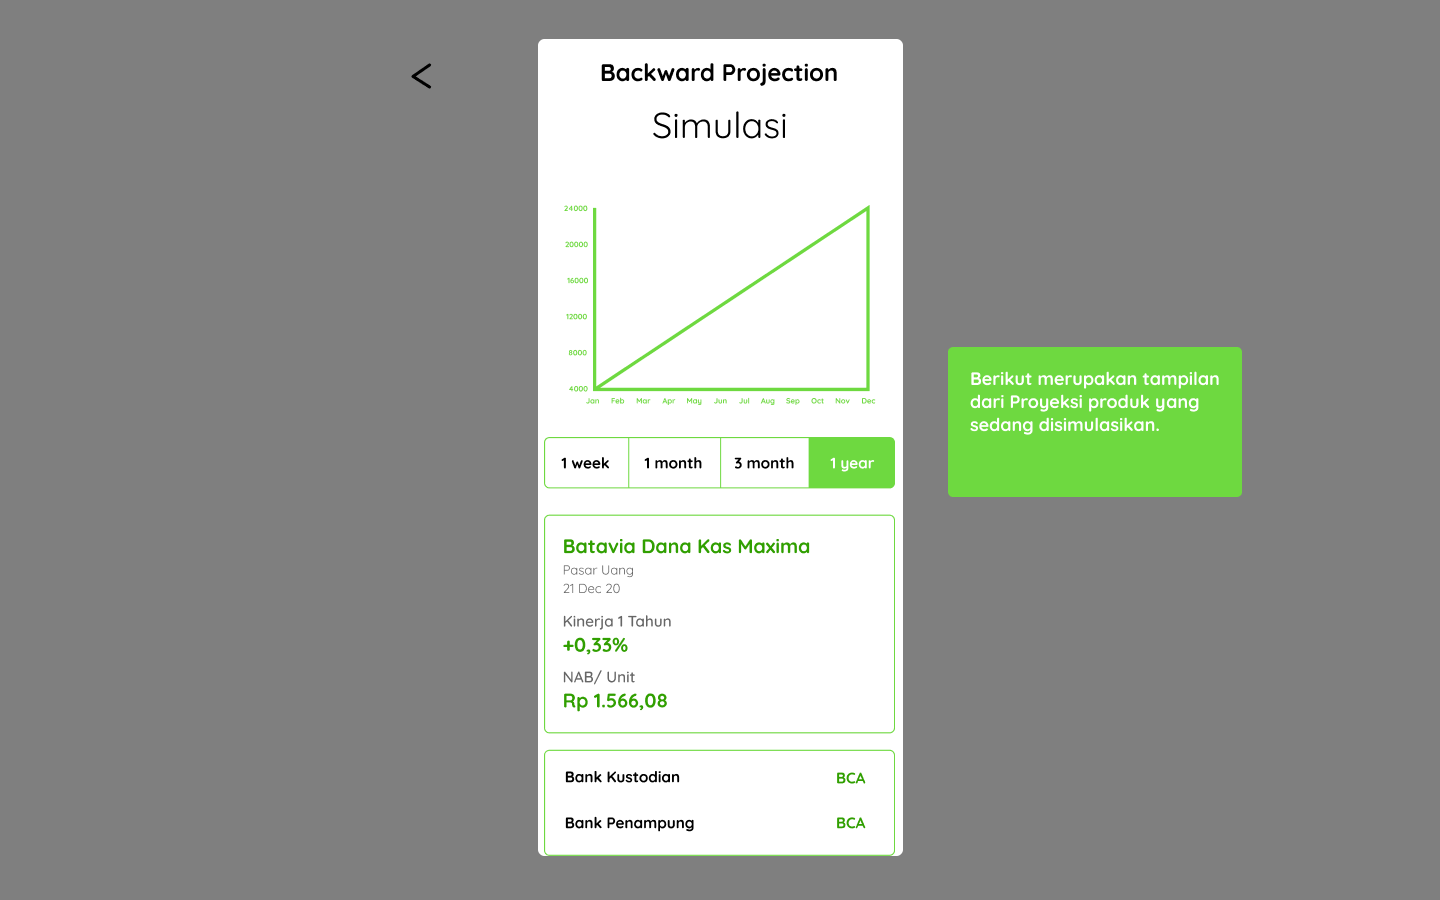 Backward Projection
Simulasi
24000
20000
16000
12000
8000
4000
Jan Feb Mar Apr May Jun Jul Aug Sep Oct Nov Dec
1 week 1 month 3 month 1 year
Batavia Dana Kas Maxima
Pasar Uang
21 Dec 20
Kinerja 1 Tahun
+0,33%
NAB/ Unit
Rp 1.566,08
Bank Kustodian BCA
Bank Penampung BCA
Berikut merupakan tampilan
dari Proyeksi produk yang
sedang disimulasikan.